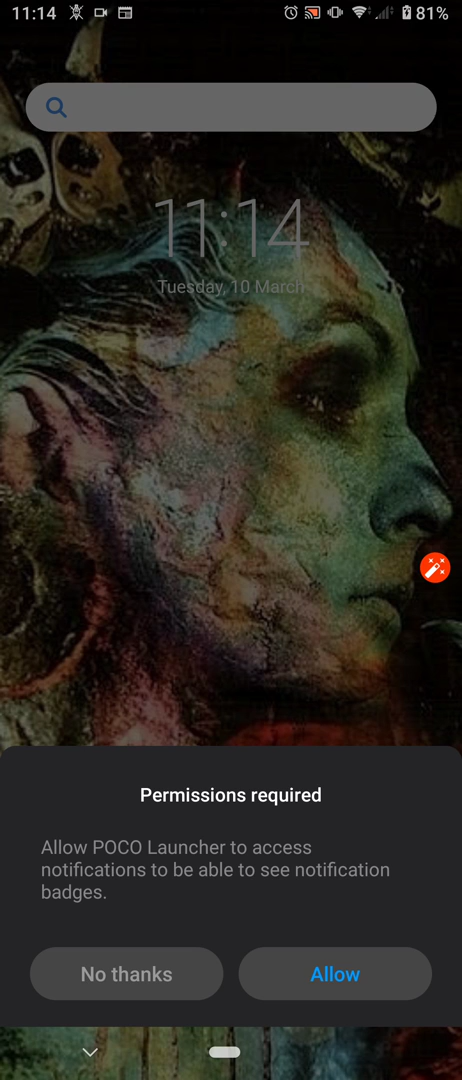 11:14
81%
11:14
Tuesday, 10 March
Permissions required
Allow POCO Launcher to access
notifications to be able to see notification
badges.
No thanks
Allow